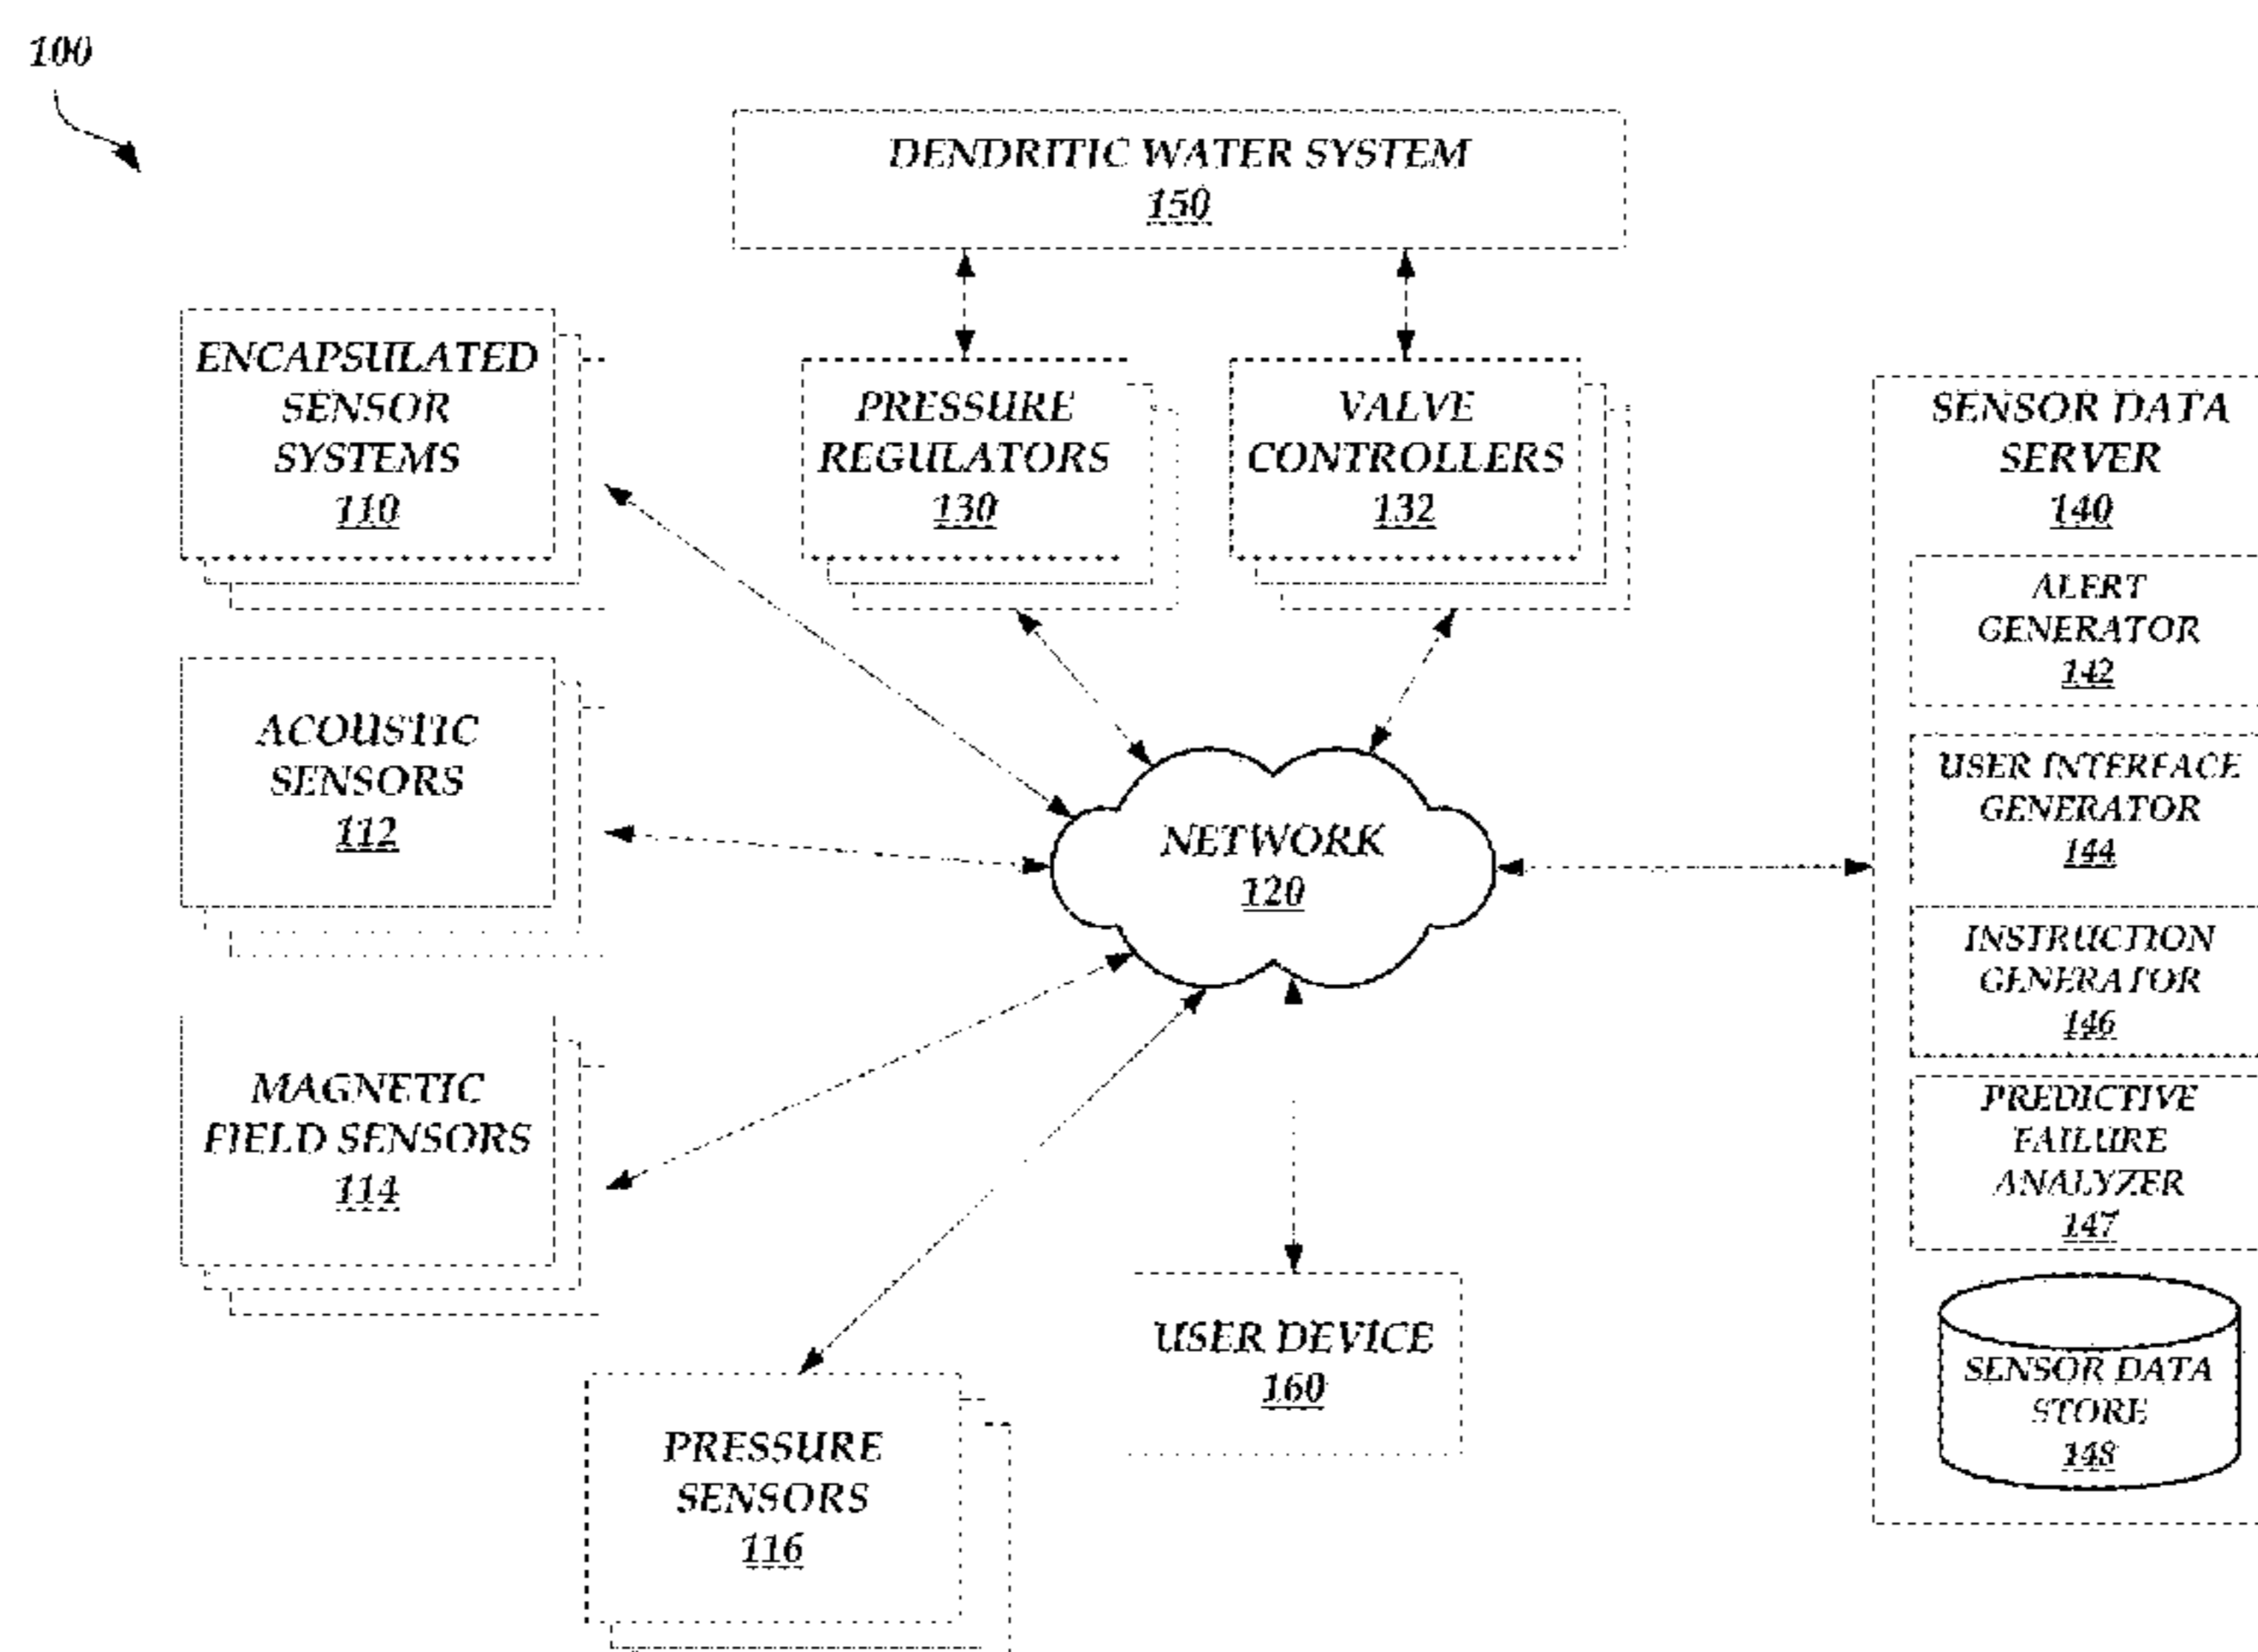 100
DENDRITIC WATER SYSTEM
150
ENCAPSULATED
SENSOR
SYSTEMS
110
PRESSURE
REGULATORS
130
VALVE
CONTROLLERS
132
SENSOR DATA
SERVER
140
ALERT
GENERATOR
142
USER INTERFACE
GENERATOR
144
INSTRUCTION
GENERATOR
146
PREDICTIVE
FAILURE
ANALYZER
147
SENSOR DATA
STORE
148
ACOUSTIC
SENSORS
112
NETWORK
120
MAGNETIC
FIELD SENSORS
114
USER DEVICE
160
PRESSURE
SENSORS
116